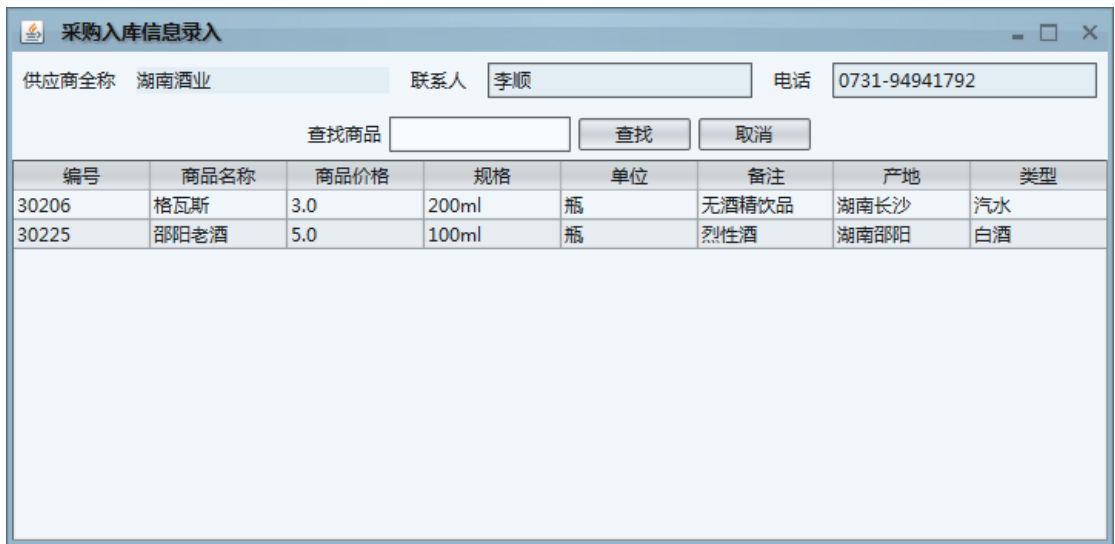 采购入库信息录入
供应商全称 湖南酒业 联系人 李顺 电话 0731-94941792
查找商品 查找 取消
编号 商品名称 商品价格 规格 单位 备注 产地 类型
30206 格瓦斯 3.0 200ml 瓶 无酒精饮品 湖南长沙 汽水
30225 邵阳老酒 5.0 100ml 瓶 烈性酒 湖南邵阳 白酒